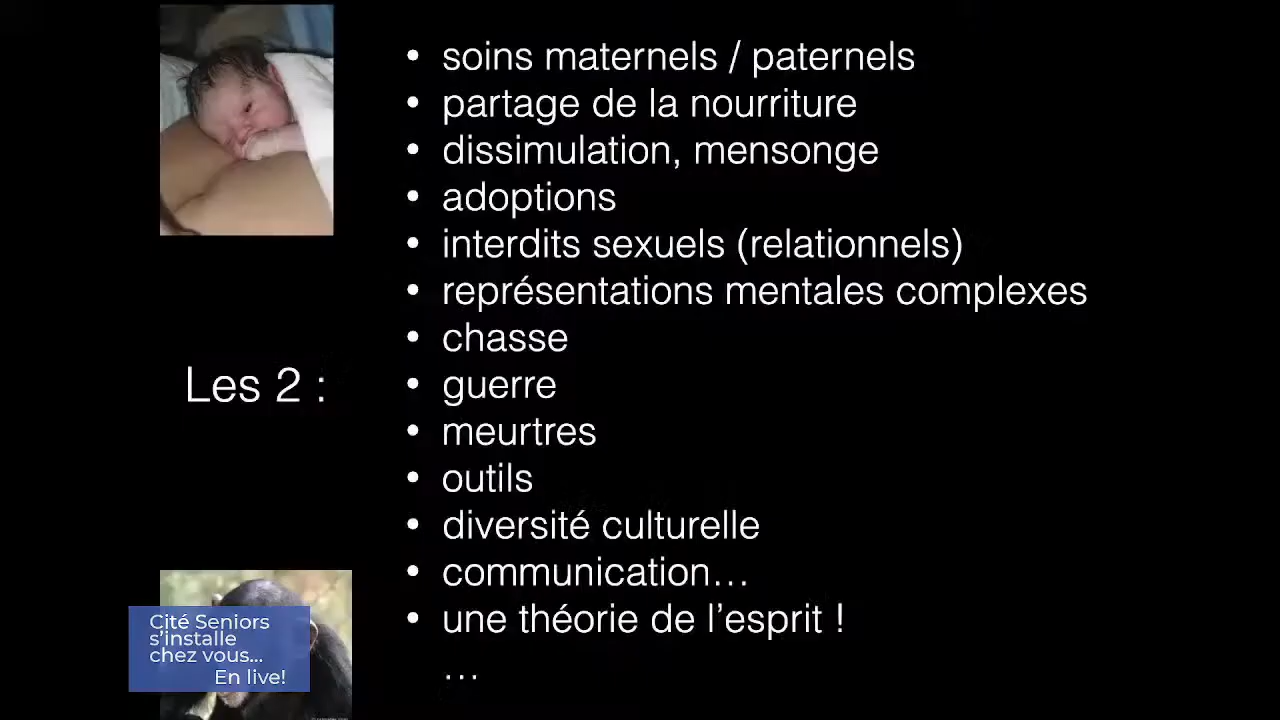 • soins maternels / paternels
• partage de la nourriture
• dissimulation, mensonge
• adoptions
• interdits sexuels (relationnels)
• représentations mentales complexes
• chasse
Les 2 :
• guerre
• meurtres
• outils
• diversité culturelle
• communication…
• une théorie de l’esprit !
…
Cité Seniors
s’installe
chez vous...
En live!